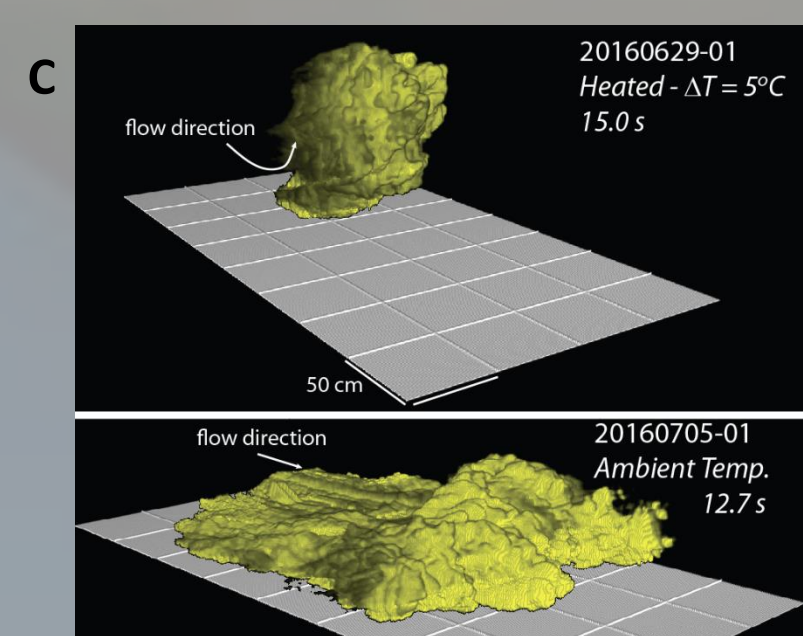 C
20160629-01
Heated - ΔT = 5°C
15.0 s
flow direction
50 cm
flow direction
20160705-01
Ambient Temp.
12.7 s